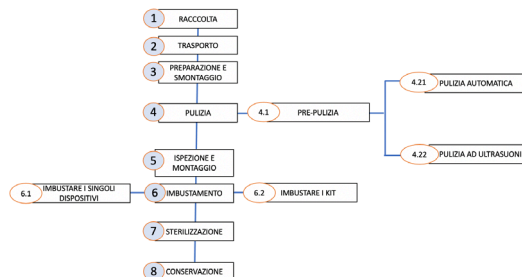 1 RACCCOLTA
2 TRASPORTO
3 PREPARAZIONE E
SMONTAGGIO
4 PULIZIA
4.1 PRE-PULIZIA
4.21 PULIZIA AUTOMATICA
4.22 PULIZIA AD ULTRASUONI
5 ISPEZIONE E
MONTAGGIO
6.1 IMBUSTARE I SINGOLI
DISPOSITIVI
6 IMBUSTAMENTO
6.2 IMBUSTARE I KIT
7 STERILIZZAZIONE
8 CONSERVAZIONE